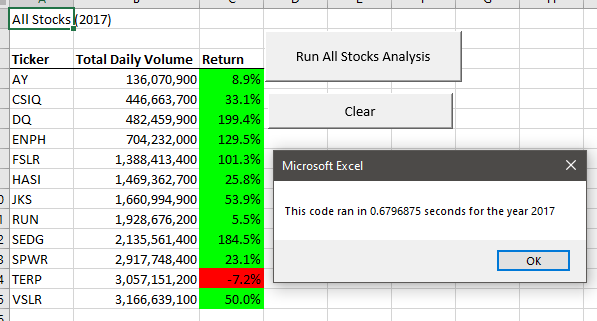 All Stocks (2017)
Ticker Total Daily Volume Return
AY 136,070,900 8.9%
CSIQ 446,663,700 33.1%
DQ 482,459,900 199.4%
ENPH 704,232,000 129.5%
FSLR 1,388,413,400 101.3%
HASI 1,469,362,700 25.8%
JKS 1,660,994,900 53.9%
RUN 1,928,676,200 5.5%
SEDG 2,135,561,400 184.5%
SPWR 2,917,748,400 23.1%
TERP 3,057,151,200 -7.2%
VSLR 3,166,639,100 50.0%
Run All Stocks Analysis
Clear
Microsoft Excel
This code ran in 0.6796875 seconds for the year 2017
OK